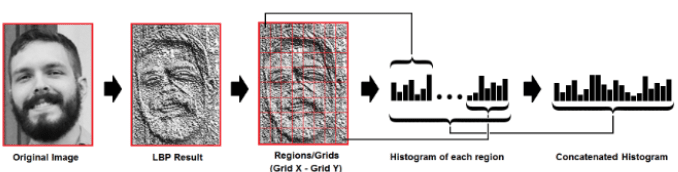 Original Image
LBP Result
Regions/Grids
(Grid X - Grid Y)
Histogram of each region
Concatenated Histogram